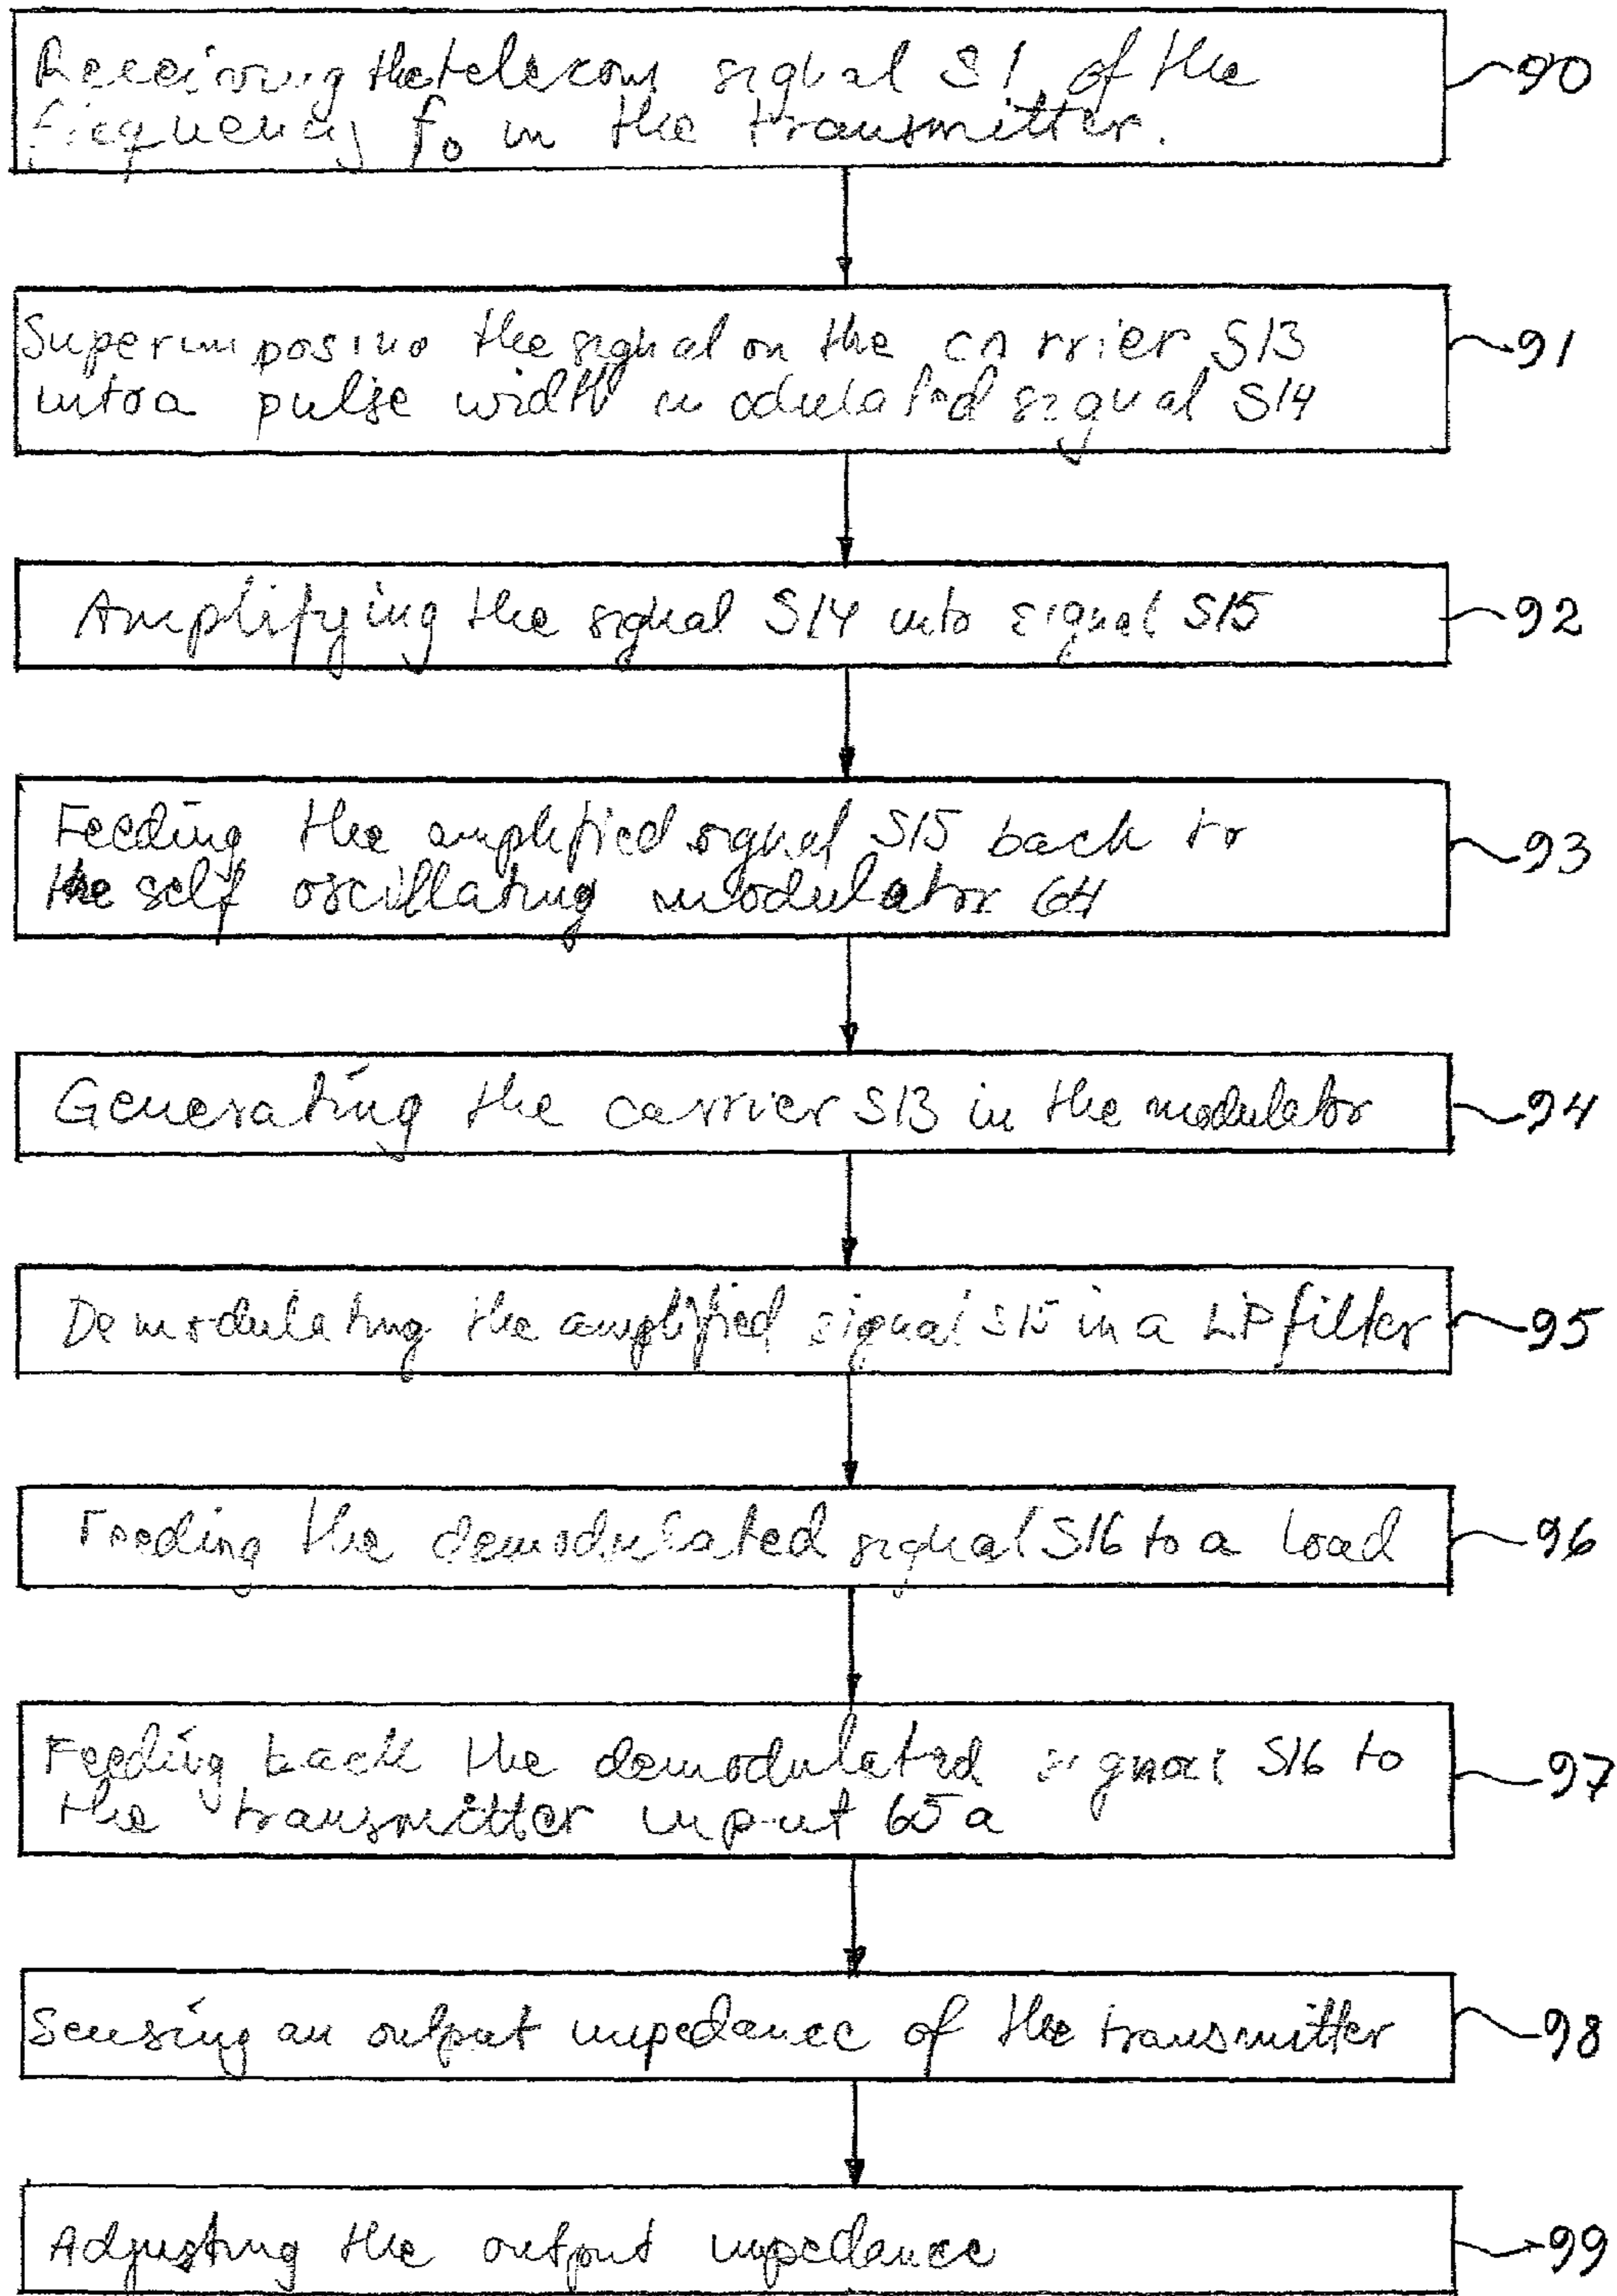 Receiving the telecom signal S1 of the 90
frequency f0 in the transmitter.
Superimposing the signal on the carrier S13 91
into a pulse width modulated signal S14
Amplifying the signal S14 into signal S15 92
Feeding the amplified signal S15 back to 93
the self oscillating modulator 64
Generating the carrier S13 in the modulator 94
Demodulating the amplified signal S15 in a LP filter 95
Feeding the demodulated signal S16 to a load 96
Feeding back the demodulated signal S16 to 97
the transmitter input 65a
Sensing an output impedance of the transmitter 98
Adjusting the output impedance 99